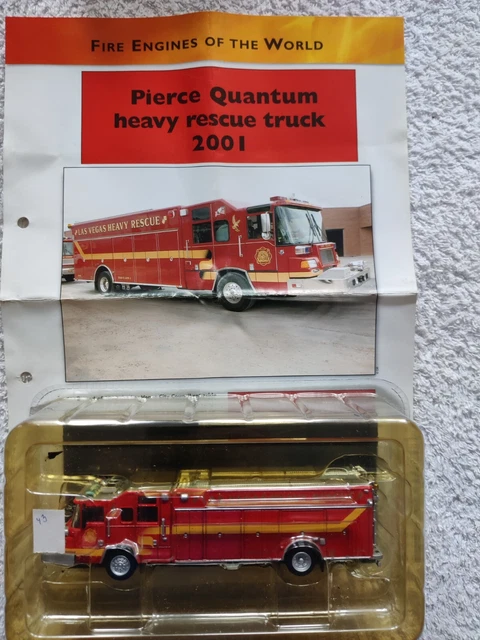 FIRE ENGINES OF THE WORLD
Pierce Quantum
heavy rescue truck
2001
LAS VEGAS HEAVY RESCUE